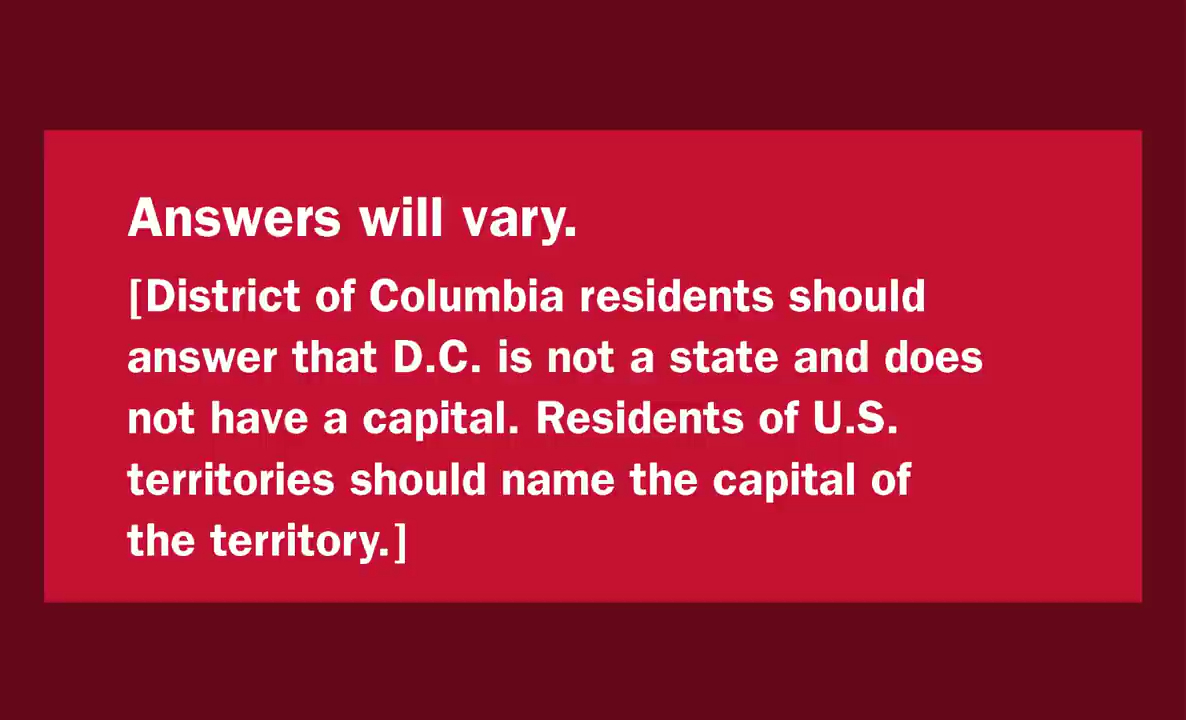 Answers will vary.
[District of Columbia residents should
answer that D.C. is not a state and does
not have a capital. Residents of U.S.
territories should name the capital of
the territory.]